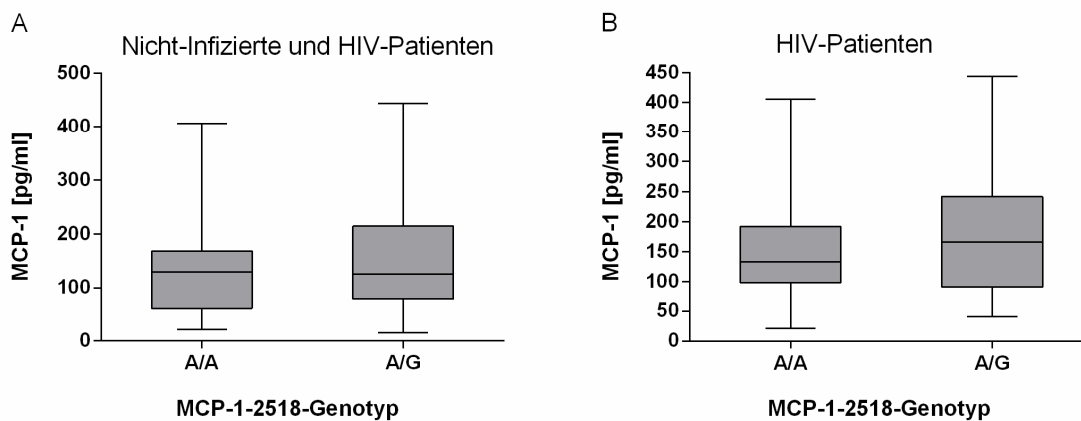 A
Nicht-Infizierte und HIV-Patienten
500
400
300
200
100
0
MCP-1 [pg/ml]
A/A
A/G
MCP-1-2518-Genotyp
B
HIV-Patienten
450
400
350
300
250
200
150
100
50
0
MCP-1 [pg/ml]
A/A
A/G
MCP-1-2518-Genotyp